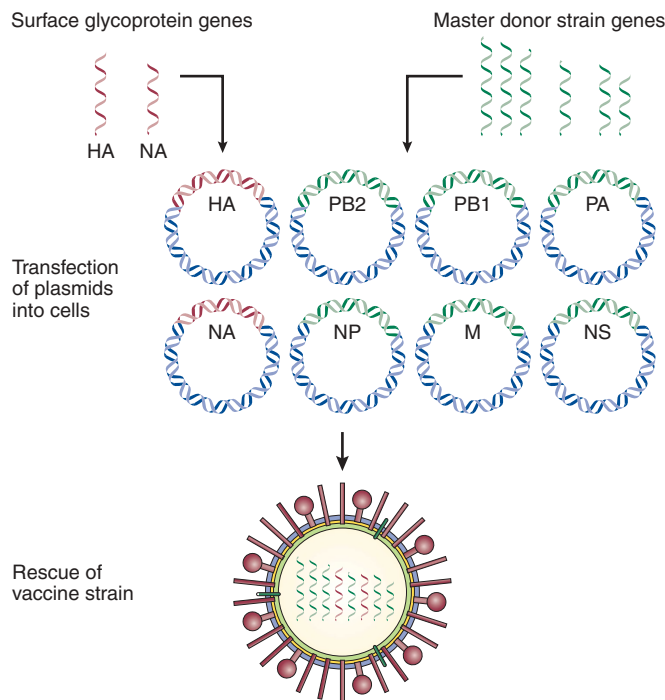 Surface glycoprotein genes
Master donor strain genes
HA NA
HA PB2 PB1 PA
Transfection
of plasmids
into cells
NA NP M NS
Rescue of
vaccine strain